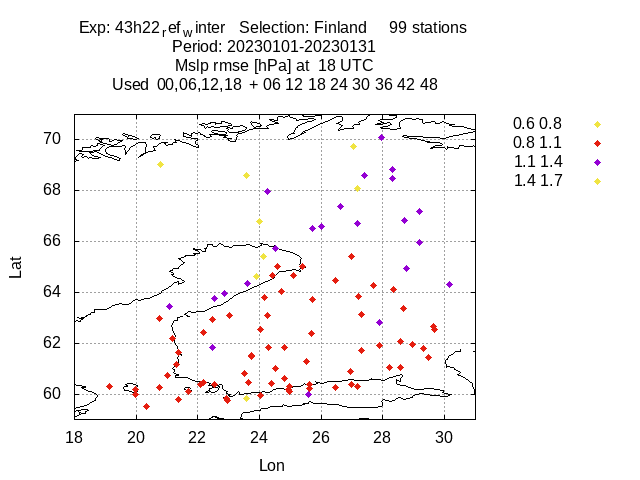 Exp: 43h22refwinter Selection: Finland 99 stations
Period: 20230101-20230131
Mslp rmse [hPa] at 18 UTC
Used 00,06,12,18 + 06 12 18 24 30 36 42 48
0.6 0.8
0.8 1.1
1.1 1.4
1.4 1.7
70
68
66
64
62
60
Lat
18 20 22 24 26 28 30
Lon